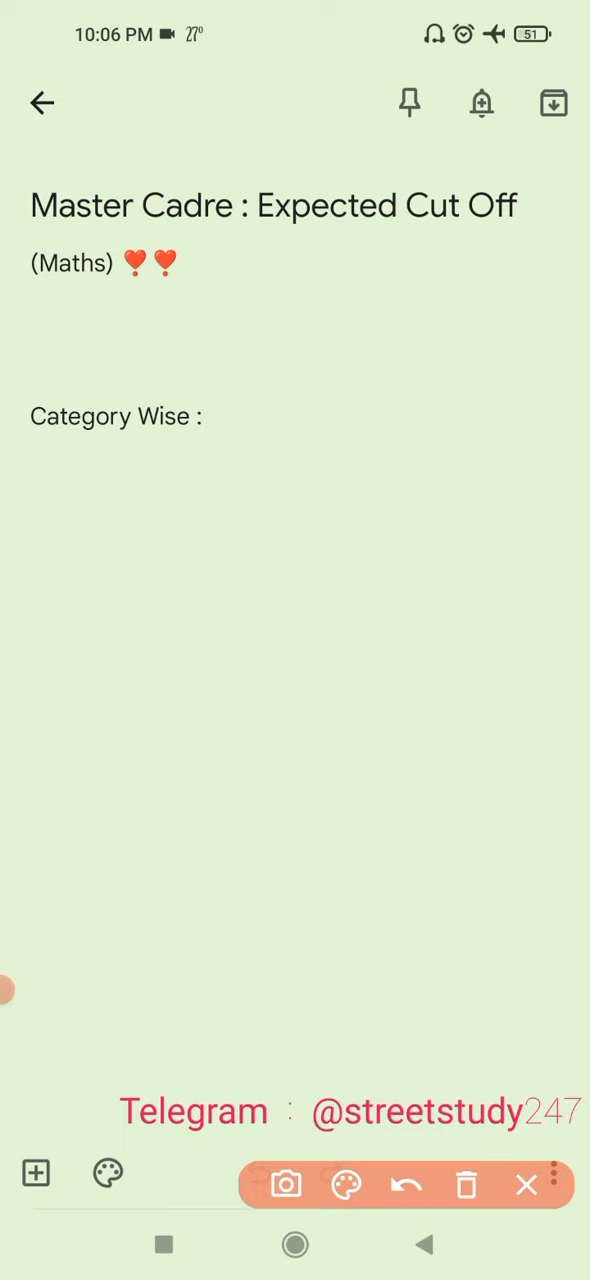 10:06 PM 27°
51
Master Cadre : Expected Cut Off
(Maths) ❣️❣️
Category Wise :
Telegram : @streetstudy247